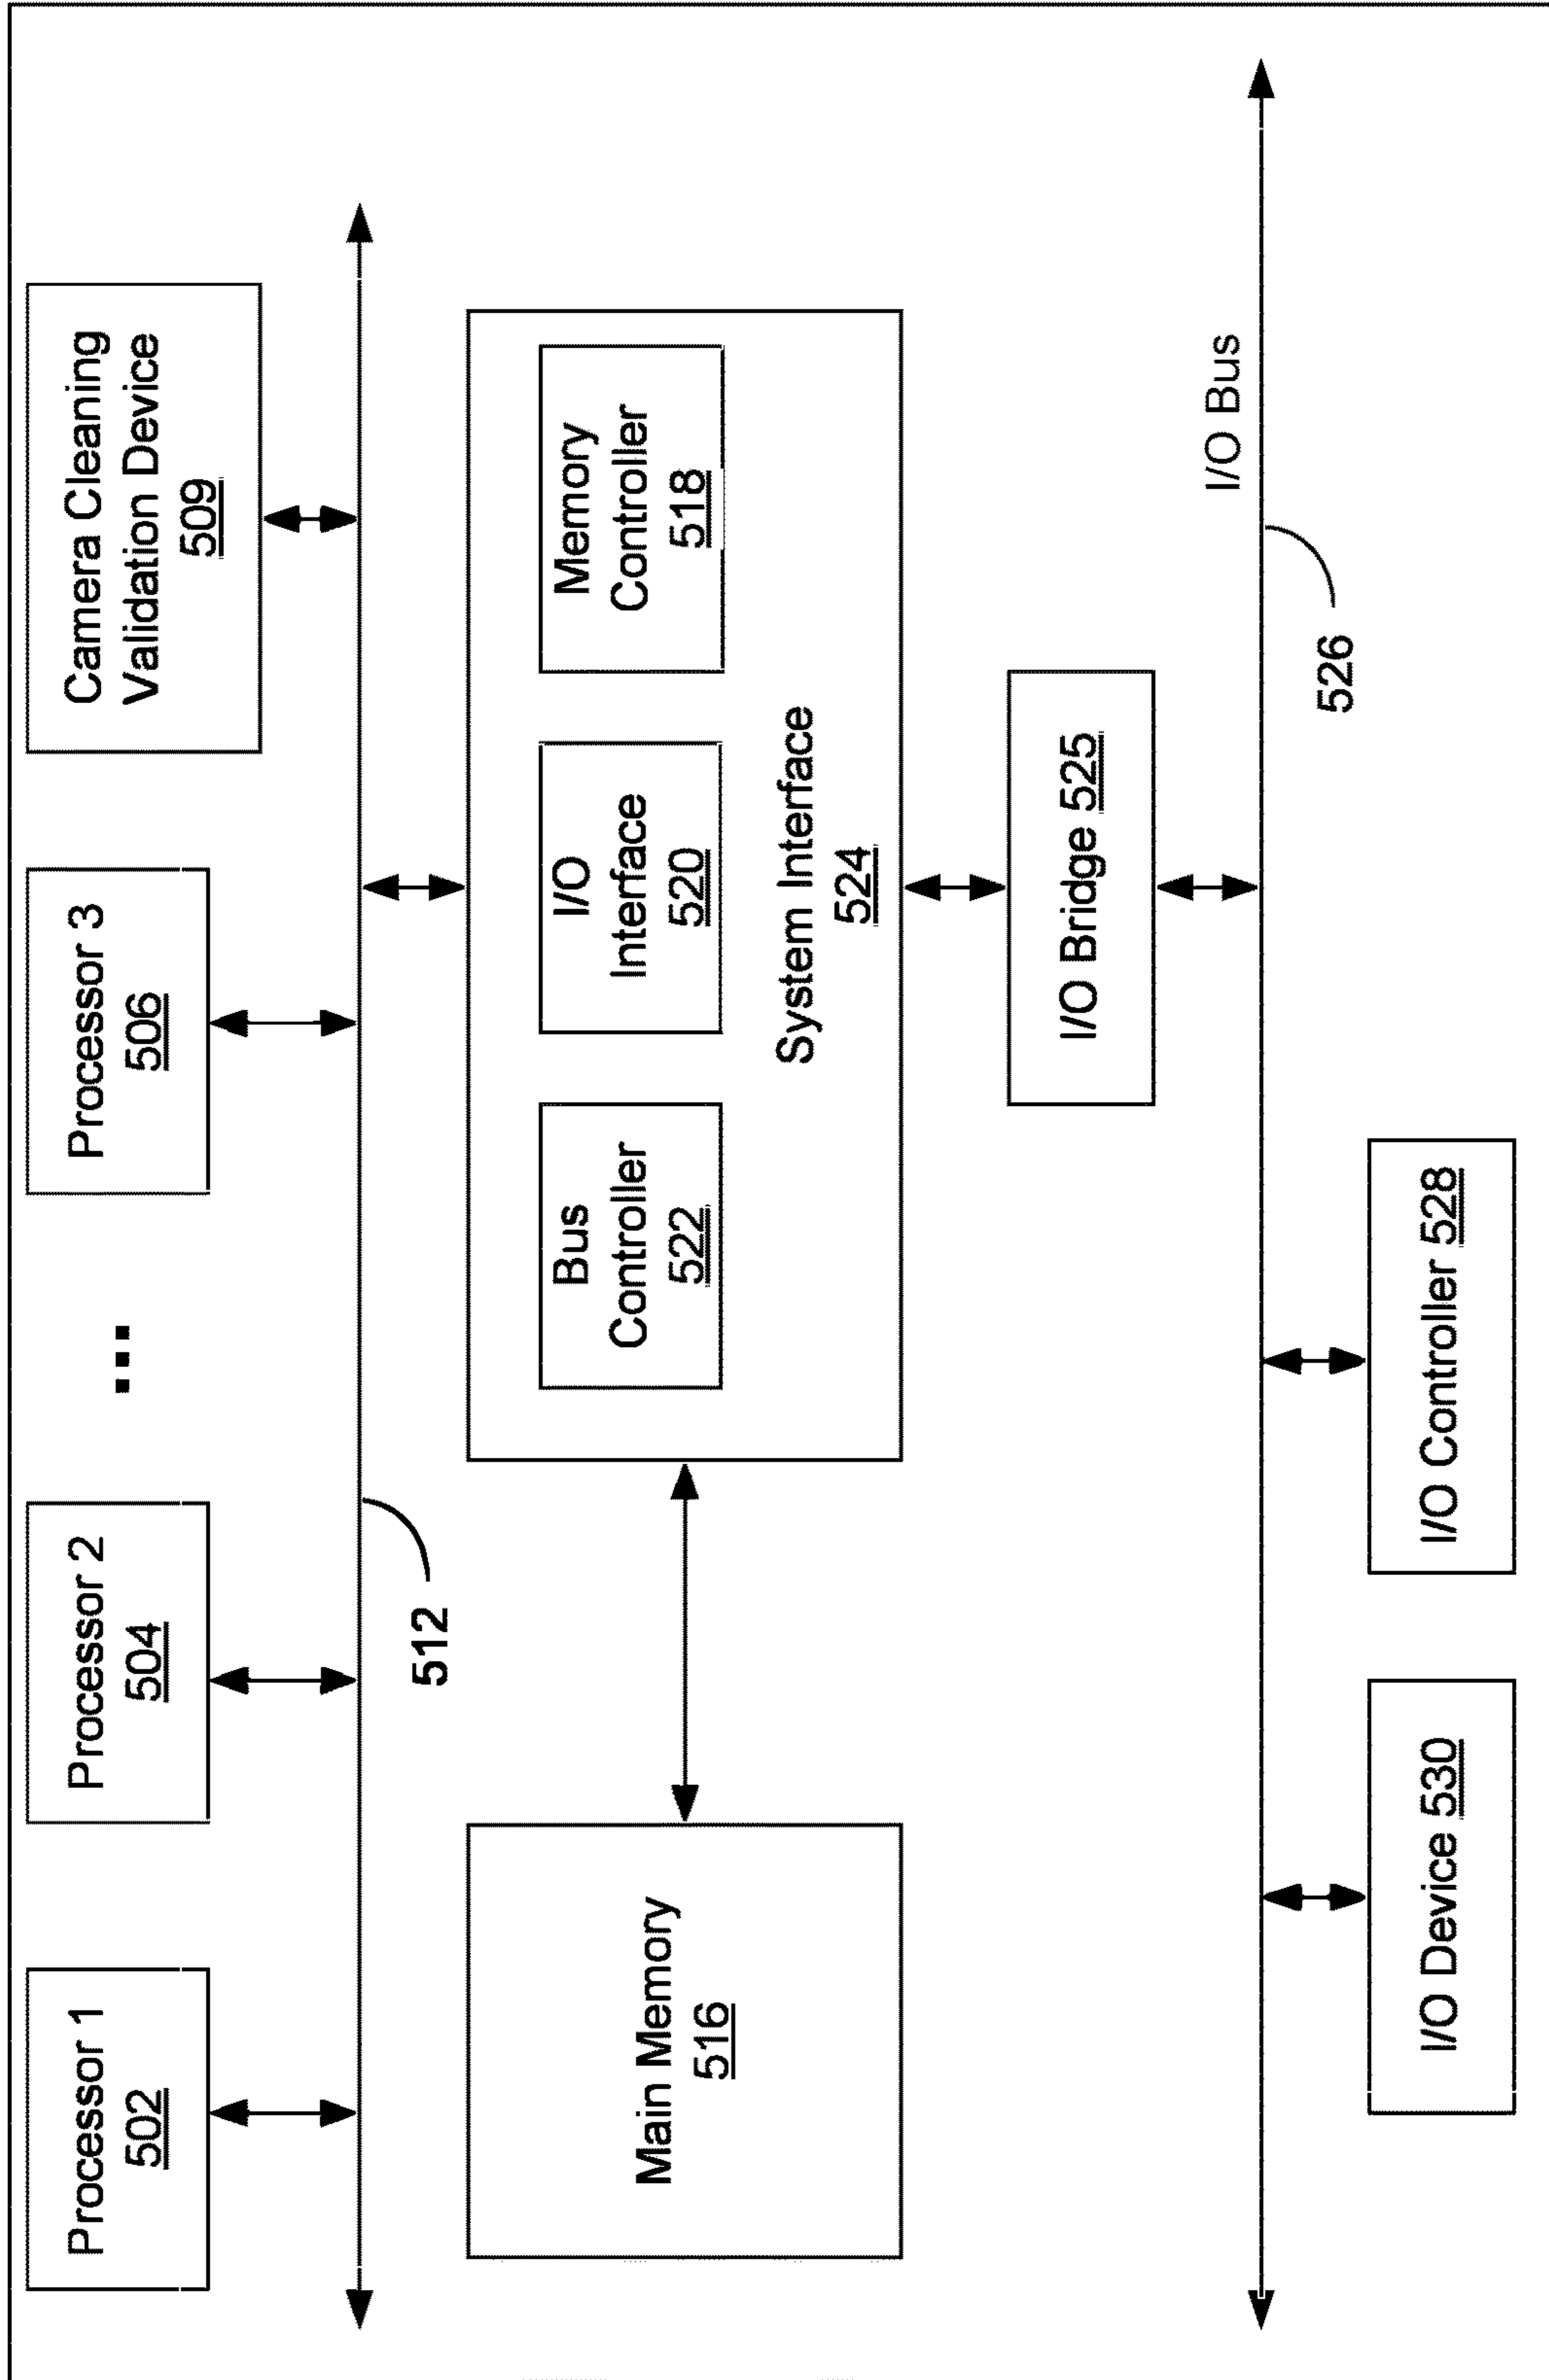 Processor 1
502
Processor 2
504
...
Processor 3
506
Camera Cleaning
Validation Device
509
512
Main Memory
516
Bus
Controller
522
I/O
Interface
520
Memory
Controller
518
System Interface
524
I/O Bridge 525
I/O Bus
526
I/O Device 530
I/O Controller 528